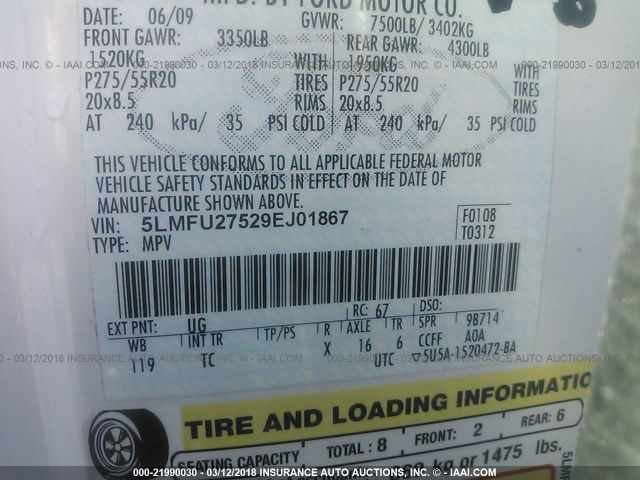 MFD. BY FORD MOTOR CO.
DATE: 06/09 GVWR: 7500LB/ 3402KG
FRONT GAWR: 3350LB REAR GAWR: 4300LB
1520KG WITH 1950KG WITH
P275/55R20 TIRES P275/55R20 TIRES
20x8.5 RIMS 20x8.5 RIMS
AT 240 kPa/ 35 PSI COLD AT 240 kPa/ 35 PSI COLD
Ford
THIS VEHICLE CONFORMS TO ALL APPLICABLE FEDERAL MOTOR
VEHICLE SAFETY STANDARDS IN EFFECT ON THE DATE OF
MANUFACTURE SHOWN ABOVE.
VIN: 5LMFU27529EJ01867 F0108
TYPE: MPV T0312
EXT PNT: UG RC: 67 DSO:
WB INT TR TP/PS R AXLE TR SPR 9B714
119 TC X 16 6 CCFF A0A
UTC ▽5U5A-1520472-BA
TIRE AND LOADING INFORMATIO
SEATING CAPACITY TOTAL: 8 FRONT: 2 REAR: 6
kg or 1475 lbs.
000-21990030 - 03/12/2018 INSURANCE AUTO AUCTIONS, INC. - © IAAI.COM